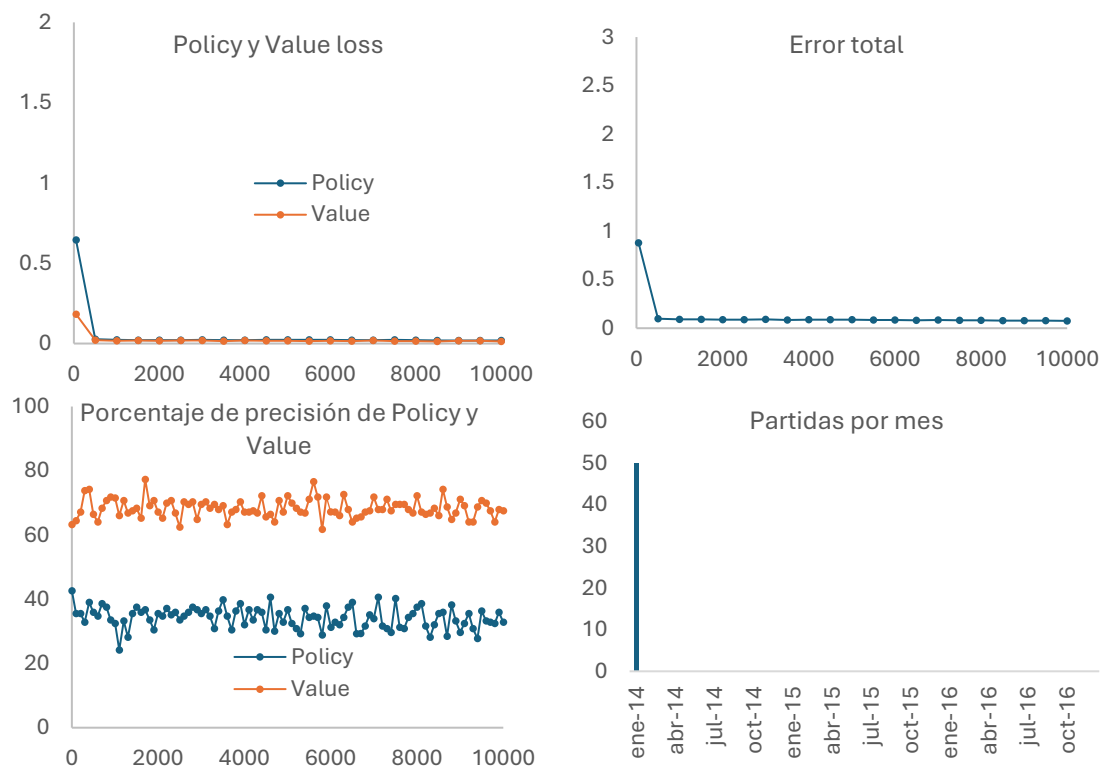 Policy y Value loss
2
1.5
1
0.5
0
Policy
Value
0 2000 4000 6000 8000 10000
Error total
3
2.5
2
1.5
1
0.5
0
0 2000 4000 6000 8000 10000
Porcentaje de precisión de Policy y
Value
100
80
60
40
20
0
Policy
Value
0 2000 4000 6000 8000 10000
Partidas por mes
60
50
40
30
20
10
0
ene-14
abr-14
jul-14
oct-14
ene-15
abr-15
jul-15
oct-15
ene-16
abr-16
jul-16
oct-16